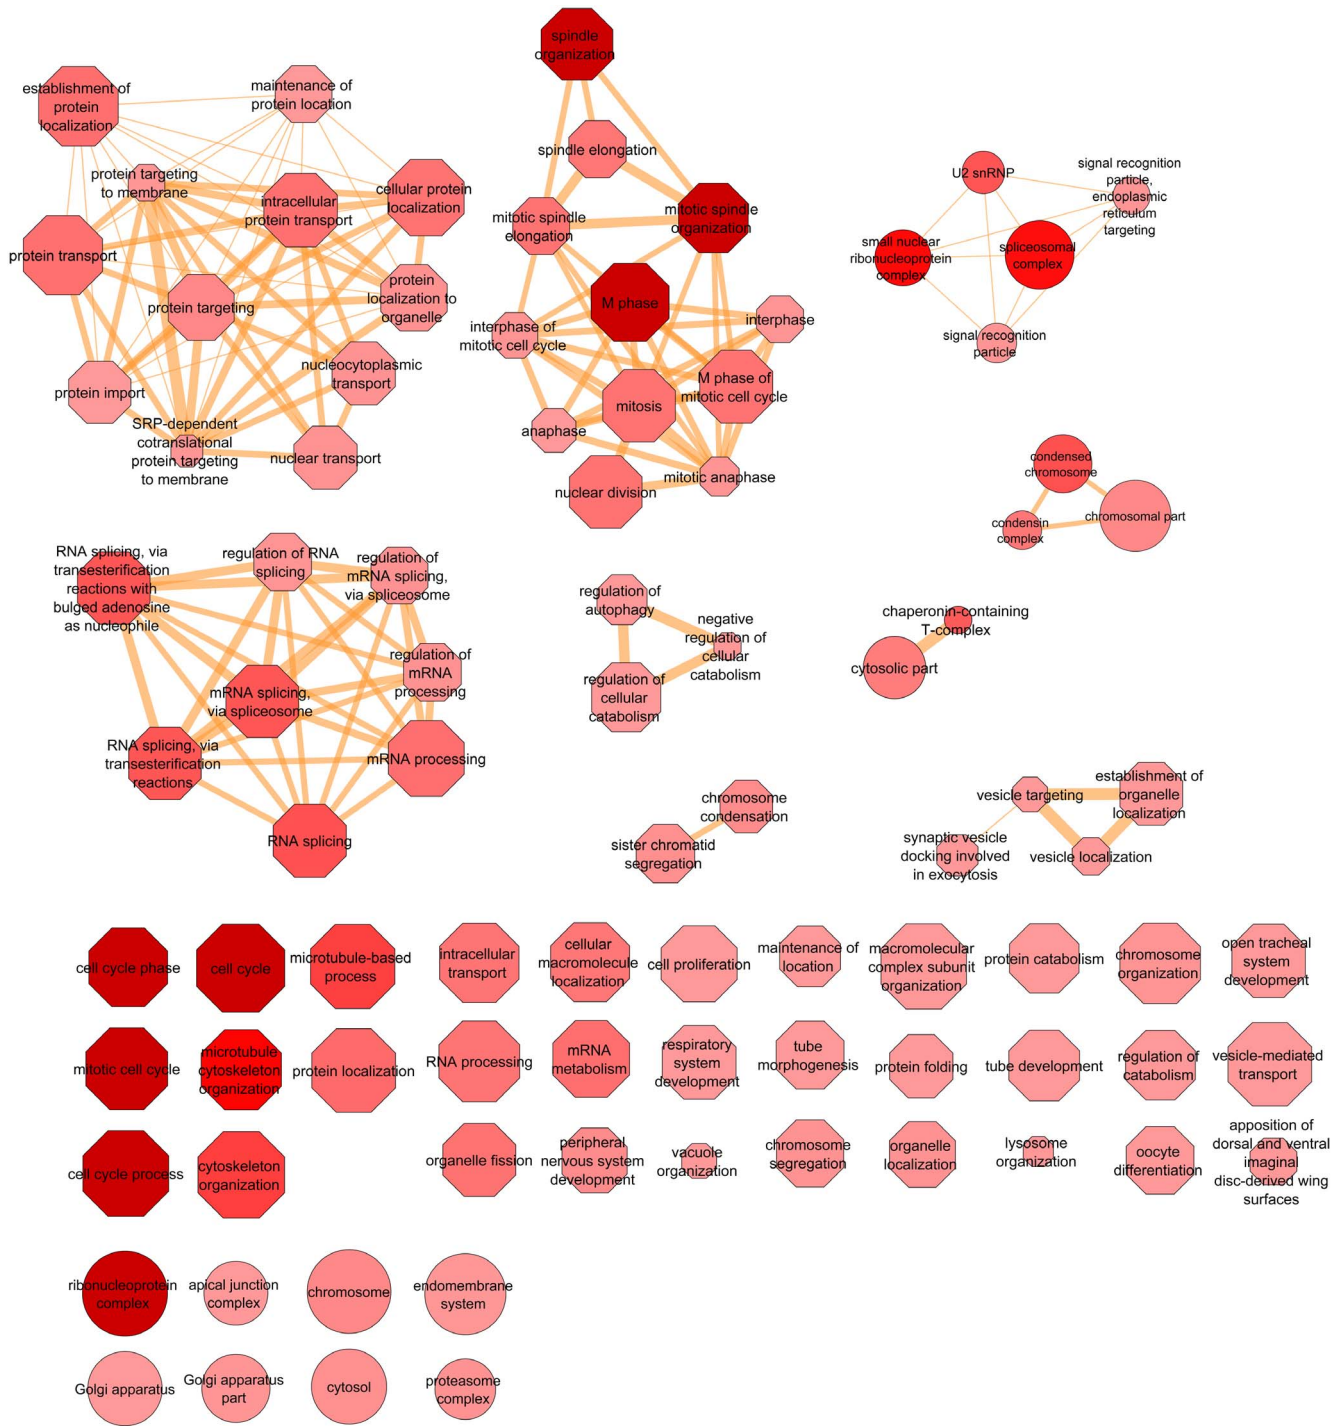 spindle
organization
establishment of
protein
localization
maintenance of
protein location
protein targeting
to membrane
intracellular
protein transport
cellular protein
localization
protein transport
protein targeting
protein
localization to
organelle
protein import
nucleocytoplasmic
transport
SRP-dependent
cotranslational
protein targeting
to membrane
nuclear transport
spindle elongation
mitotic spindle
elongation
mitotic spindle
organization
M phase
interphase of
mitotic cell cycle
interphase
M phase of
mitotic cell cycle
mitosis
anaphase
nuclear division
mitotic anaphase
U2 snRNP
signal recognition
particle,
endoplasmic
reticulum
targeting
small nuclear
ribonucleoprotein
complex
spliceosomal
complex
signal recognition
particle
condensed
chromosome
condensin
complex
chromosomal part
RNA splicing, via
transesterification
reactions with
bulged adenosine
as nucleophile
regulation of RNA
splicing
regulation of
mRNA splicing,
via spliceosome
regulation of
mRNA
processing
mRNA splicing,
via spliceosome
RNA splicing, via
transesterification
reactions
mRNA processing
RNA splicing
regulation of
autophagy
negative
regulation of
cellular
catabolism
regulation of
cellular
catabolism
chaperonin-containing
T-complex
cytosolic part
chromosome
condensation
sister chromatid
segregation
vesicle targeting
establishment of
organelle
localization
synaptic vesicle
docking involved
in exocytosis
vesicle localization
cell cycle phase
cell cycle
microtubule-based
process
intracellular
transport
cellular
macromolecule
localization
cell proliferation
maintenance of
location
macromolecular
complex subunit
organization
protein catabolism
chromosome
organization
open tracheal
system
development
mitotic cell cycle
microtubule
cytoskeleton
organization
protein localization
RNA processing
mRNA
metabolism
respiratory
system
development
tube
morphogenesis
protein folding
tube development
regulation of
catabolism
vesicle-mediated
transport
cell cycle process
cytoskeleton
organization
organelle fission
peripheral
nervous system
development
vacuole
organization
chromosome
segregation
organelle
localization
lysosome
organization
oocyte
differentiation
apposition of
dorsal and ventral
imaginal
disc-derived wing
surfaces
ribonucleoprotein
complex
apical junction
complex
chromosome
endomembrane
system
Golgi apparatus
Golgi apparatus
part
cytosol
proteasome
complex